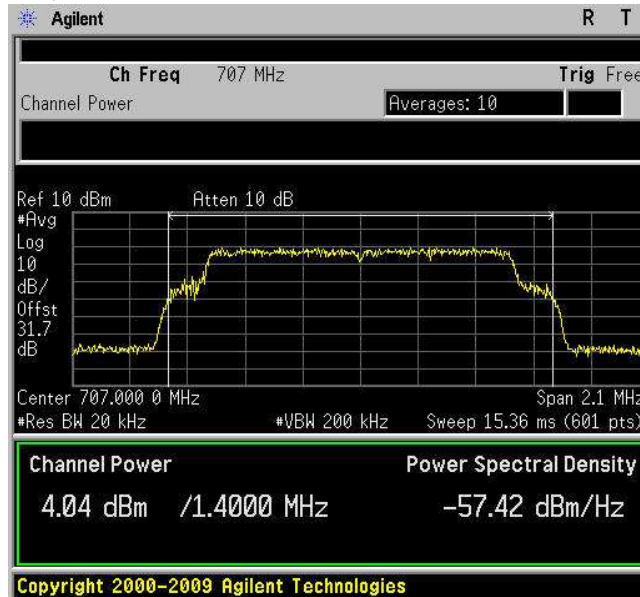 Agilent R T
Ch Freq 707 MHz Trig Free
Channel Power Averages: 10
Ref 10 dBm Atten 10 dB
#Avg
Log
10
dB/
Offst
31.7
dB
Center 707.000 0 MHz Span 2.1 MHz
#Res BW 20 kHz #VBW 200 kHz Sweep 15.36 ms (601 pts)
Channel Power Power Spectral Density
4.04 dBm /1.4000 MHz -57.42 dBm/Hz
Copyright 2000-2009 Agilent Technologies